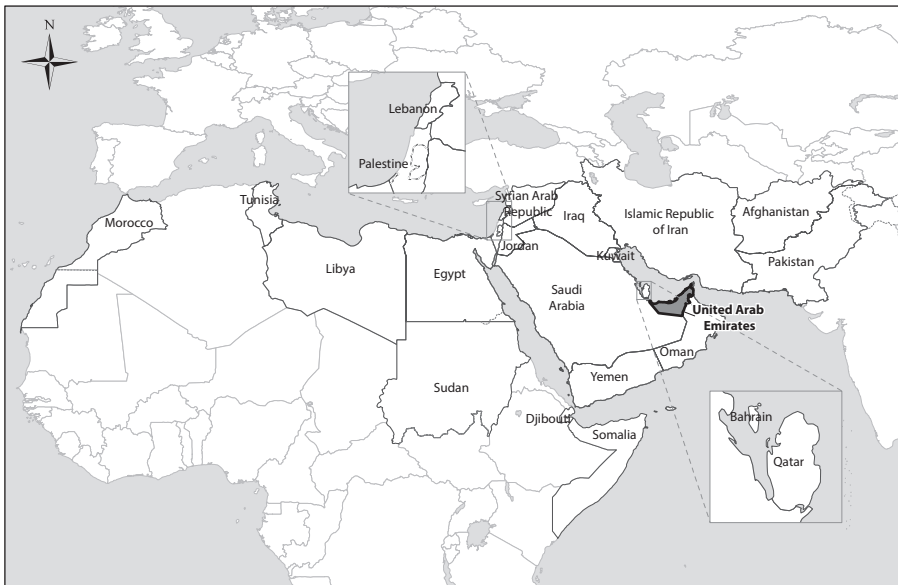 N
Lebanon
Palestine
Tunisia
Morocco
Syrian Arab
Republic
Iraq
Islamic Republic
of Iran
Afghanistan
Jordan
Kuwait
Pakistan
Libya
Egypt
Saudi
Arabia
United Arab
Emirates
Oman
Yemen
Sudan
Djibouti
Somalia
Bahrain
Qatar